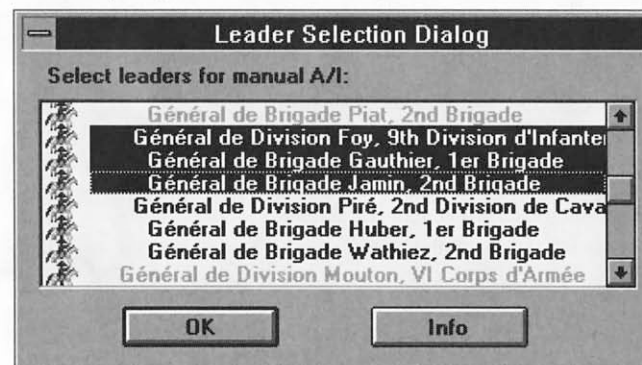 Leader Selection Dialog
Select leaders for manual A/I:
Général de Brigade Piat, 2nd Brigade
Général de Division Foy, 9th Division d'Infanter
Général de Brigade Gauthier, 1er Brigade
Général de Brigade Jamin, 2nd Brigade
Général de Division Piré, 2nd Division de Cava
Général de Brigade Huber, 1er Brigade
Général de Brigade Wathiez, 2nd Brigade
Général de Division Mouton, VI Corps d'Armée
OK
Info